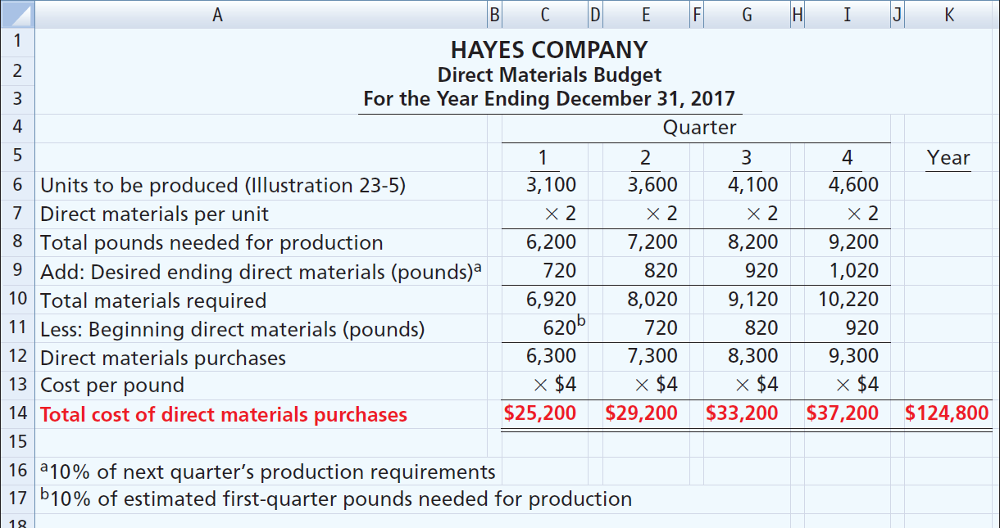 A B C D E F G H I J K
1 HAYES COMPANY
2 Direct Materials Budget
3 For the Year Ending December 31, 2017
4 Quarter
5 1 2 3 4 Year
6 Units to be produced (Illustration 23-5) 3,100 3,600 4,100 4,600
7 Direct materials per unit × 2 × 2 × 2 × 2
8 Total pounds needed for production 6,200 7,200 8,200 9,200
9 Add: Desired ending direct materials (pounds)ᵃ 720 820 920 1,020
10 Total materials required 6,920 8,020 9,120 10,220
11 Less: Beginning direct materials (pounds) 620ᵇ 720 820 920
12 Direct materials purchases 6,300 7,300 8,300 9,300
13 Cost per pound × $4 × $4 × $4 × $4
14 Total cost of direct materials purchases $25,200 $29,200 $33,200 $37,200 $124,800
15
16 ᵃ10% of next quarter’s production requirements
17 ᵇ10% of estimated first-quarter pounds needed for production
18